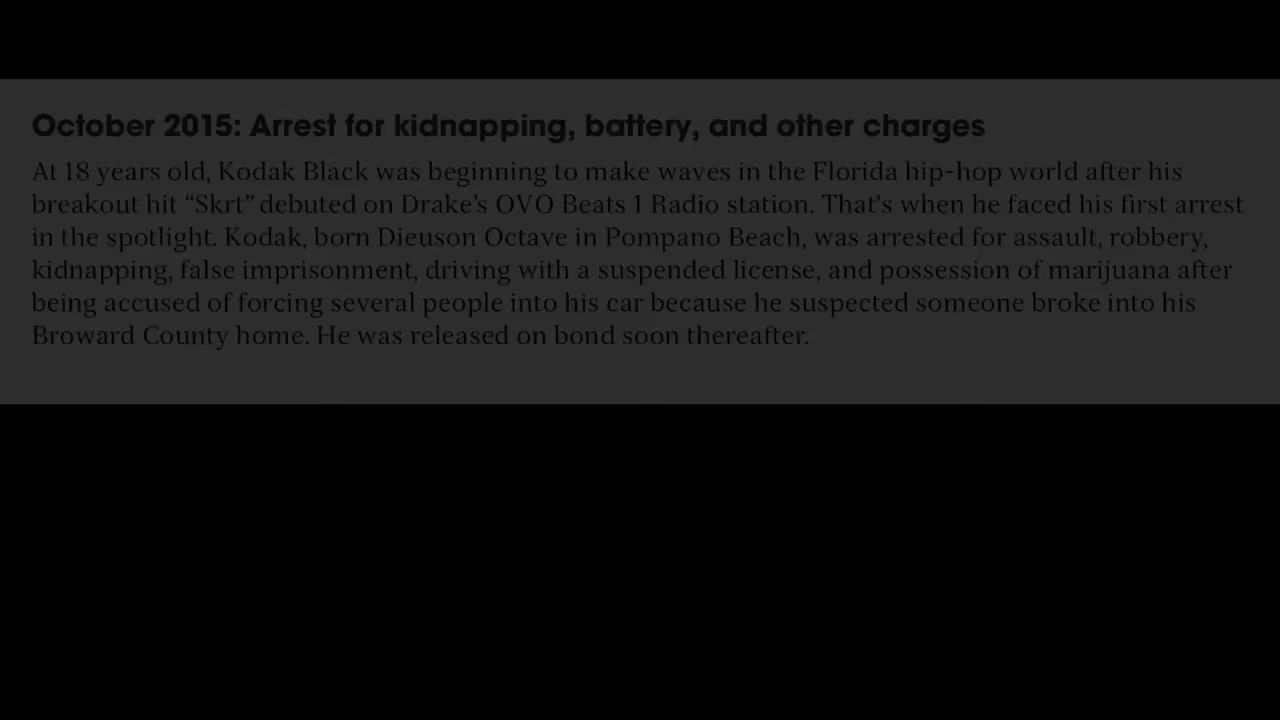 October 2015: Arrest for kidnapping, battery, and other charges
At 18 years old, Kodak Black was beginning to make waves in the Florida hip-hop world after his
breakout hit “Skrt” debuted on Drake’s OVO Beats 1 Radio station. That's when he faced his first arrest
in the spotlight. Kodak, born Dieuson Octave in Pompano Beach, was arrested for assault, robbery,
kidnapping, false imprisonment, driving with a suspended license, and possession of marijuana after
being accused of forcing several people into his car because he suspected someone broke into his
Broward County home. He was released on bond soon thereafter.